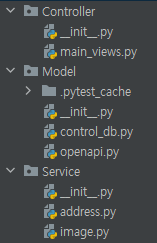 Controller
__init__.py
main_views.py
Model
.pytest_cache
__init__.py
control_db.py
openapi.py
Service
__init__.py
address.py
image.py